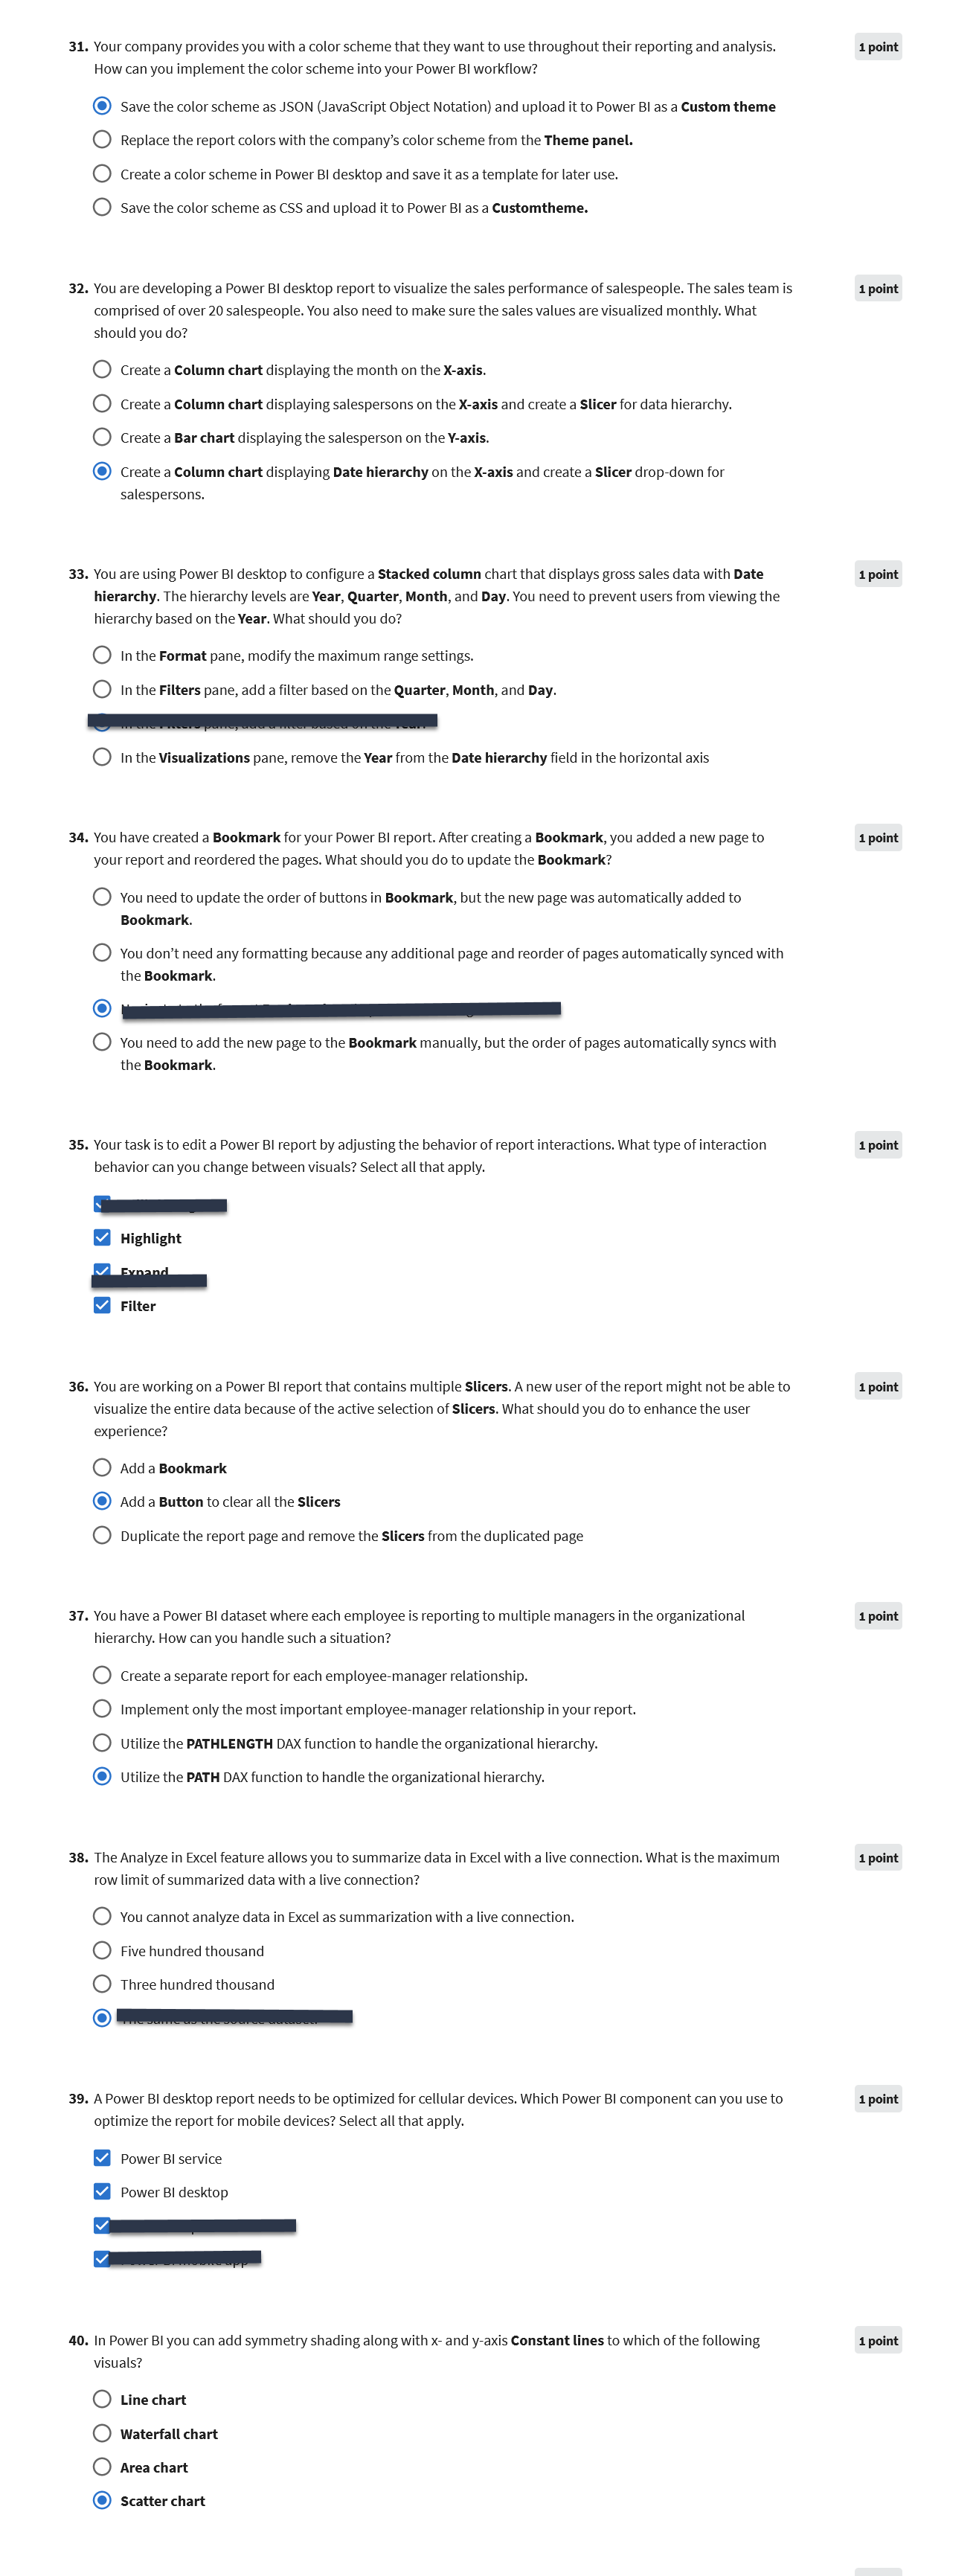 31. Your company provides you with a color scheme that they want to use throughout their reporting and analysis.
How can you implement the color scheme into your Power BI workflow?
1 point
Save the color scheme as JSON (JavaScript Object Notation) and upload it to Power BI as a Custom theme
Replace the report colors with the company’s color scheme from the Theme panel.
Create a color scheme in Power BI desktop and save it as a template for later use.
Save the color scheme as CSS and upload it to Power BI as a Customtheme.
32. You are developing a Power BI desktop report to visualize the sales performance of salespeople. The sales team is
comprised of over 20 salespeople. You also need to make sure the sales values are visualized monthly. What
should you do?
1 point
Create a Column chart displaying the month on the X-axis.
Create a Column chart displaying salespersons on the X-axis and create a Slicer for data hierarchy.
Create a Bar chart displaying the salesperson on the Y-axis.
Create a Column chart displaying Date hierarchy on the X-axis and create a Slicer drop-down for
salespersons.
33. You are using Power BI desktop to configure a Stacked column chart that displays gross sales data with Date
hierarchy. The hierarchy levels are Year, Quarter, Month, and Day. You need to prevent users from viewing the
hierarchy based on the Year. What should you do?
1 point
In the Format pane, modify the maximum range settings.
In the Filters pane, add a filter based on the Quarter, Month, and Day.
In the Visualizations pane, remove the Year from the Date hierarchy field in the horizontal axis
34. You have created a Bookmark for your Power BI report. After creating a Bookmark, you added a new page to
your report and reordered the pages. What should you do to update the Bookmark?
1 point
You need to update the order of buttons in Bookmark, but the new page was automatically added to
Bookmark.
You don’t need any formatting because any additional page and reorder of pages automatically synced with
the Bookmark.
You need to add the new page to the Bookmark manually, but the order of pages automatically syncs with
the Bookmark.
35. Your task is to edit a Power BI report by adjusting the behavior of report interactions. What type of interaction
behavior can you change between visuals? Select all that apply.
1 point
Highlight
Expand
Filter
36. You are working on a Power BI report that contains multiple Slicers. A new user of the report might not be able to
visualize the entire data because of the active selection of Slicers. What should you do to enhance the user
experience?
1 point
Add a Bookmark
Add a Button to clear all the Slicers
Duplicate the report page and remove the Slicers from the duplicated page
37. You have a Power BI dataset where each employee is reporting to multiple managers in the organizational
hierarchy. How can you handle such a situation?
1 point
Create a separate report for each employee-manager relationship.
Implement only the most important employee-manager relationship in your report.
Utilize the PATHLENGTH DAX function to handle the organizational hierarchy.
Utilize the PATH DAX function to handle the organizational hierarchy.
38. The Analyze in Excel feature allows you to summarize data in Excel with a live connection. What is the maximum
row limit of summarized data with a live connection?
1 point
You cannot analyze data in Excel as summarization with a live connection.
Five hundred thousand
Three hundred thousand
39. A Power BI desktop report needs to be optimized for cellular devices. Which Power BI component can you use to
optimize the report for mobile devices? Select all that apply.
1 point
Power BI service
Power BI desktop
40. In Power BI you can add symmetry shading along with x- and y-axis Constant lines to which of the following
visuals?
1 point
Line chart
Waterfall chart
Area chart
Scatter chart